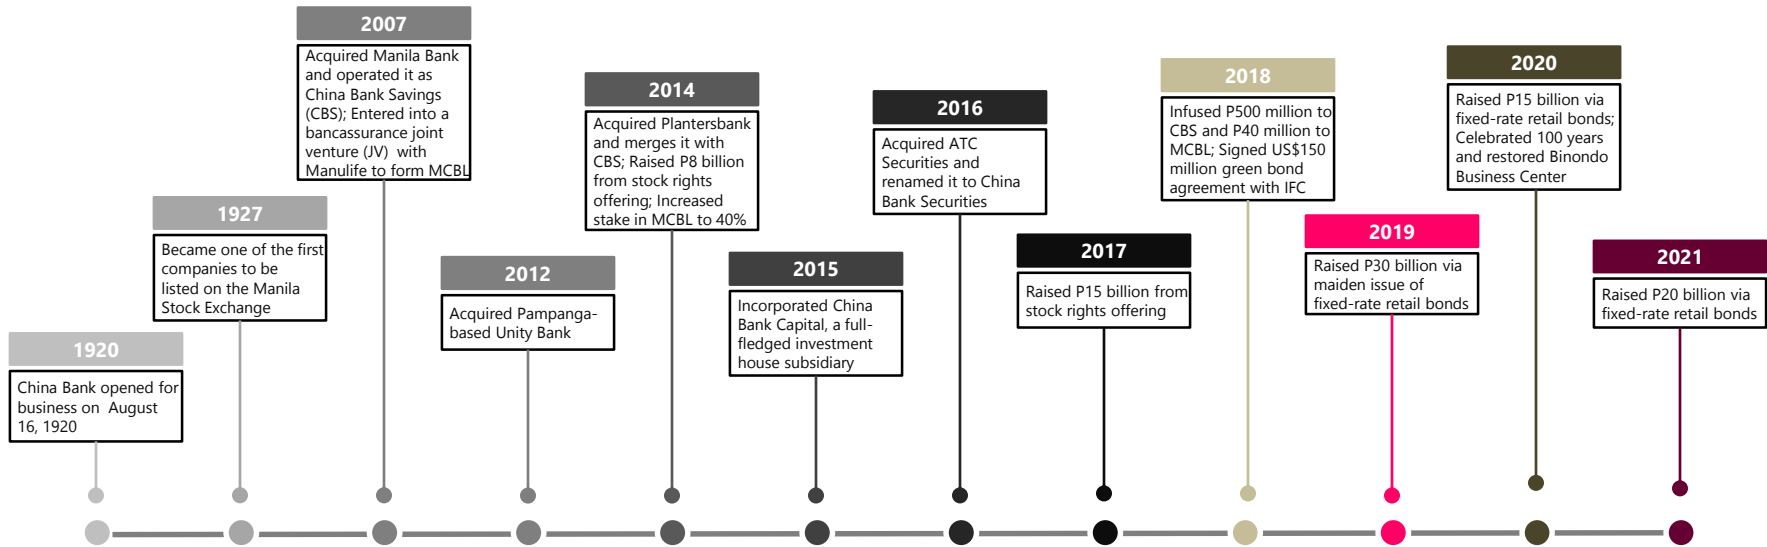 1920
China Bank opened for
business on August
16, 1920
1927
Became one of the first
companies to be
listed on the Manila
Stock Exchange
2007
Acquired Manila Bank
and operated it as
China Bank Savings
(CBS); Entered into a
bancassurance joint
venture (JV) with
Manulife to form MCBL
2012
Acquired Pampanga-
based Unity Bank
2014
Acquired Plantersbank
and merges it with
CBS; Raised P8 billion
from stock rights
offering; Increased
stake in MCBL to 40%
2015
Incorporated China
Bank Capital, a full-
fledged investment
house subsidiary
2016
Acquired ATC
Securities and
renamed it to China
Bank Securities
2017
Raised P15 billion from
stock rights offering
2018
Infused P500 million to
CBS and P40 million to
MCBL; Signed US$150
million green bond
agreement with IFC
2019
Raised P30 billion via
maiden issue of
fixed-rate retail bonds
2020
Raised P15 billion via
fixed-rate retail bonds;
Celebrated 100 years
and restored Binondo
Business Center
2021
Raised P20 billion via
fixed-rate retail bonds